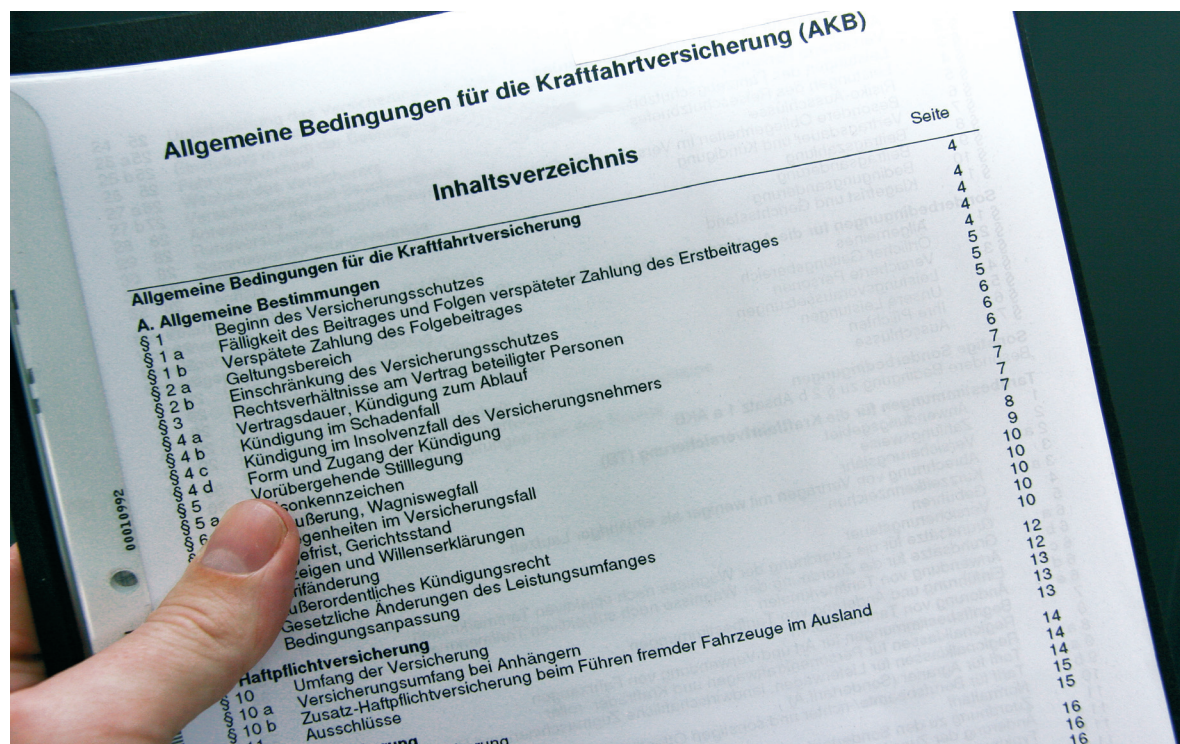 Allgemeine Bedingungen für die Kraftfahrtversicherung (AKB)
Inhaltsverzeichnis
Seite
Allgemeine Bedingungen für die Kraftfahrtversicherung 4
A. Allgemeine Bestimmungen 4
§ 1 Beginn des Versicherungsschutzes 4
§ 1 a Fälligkeit des Beitrages und Folgen verspäteter Zahlung des Erstbeitrages 4
§ 1 b Verspätete Zahlung des Folgebeitrages 4
§ 2 a Geltungsbereich 5
§ 2 b Einschränkung des Versicherungsschutzes 5
§ 3 Rechtsverhältnisse am Vertrag beteiligter Personen 5
§ 4 a Vertragsdauer, Kündigung zum Ablauf 6
§ 4 b Kündigung im Schadenfall 6
§ 4 c Kündigung im Insolvenzfall des Versicherungsnehmers 6
§ 4 d Form und Zugang der Kündigung 7
§ 5 Vorübergehende Stilllegung 7
§ 5 a 7
§ 6 Wagniswegfall 7
im Versicherungsfall 8
Gerichtsstand 9
und Willenserklärungen 10
10
Kündigungsrecht 10
Gesetzliche Änderungen des Leistungsumfanges 10
Bedingungsanpassung 10
Haftpflichtversicherung 12
§ 10 Umfang der Versicherung 12
§ 10 a Versicherungsumfang bei Anhängern 13
§ 10 b Zusatz-Haftpflichtversicherung beim Führen fremder Fahrzeuge im Ausland 13
Ausschlüsse 13
14
14
15
15
16
16
16
00010992